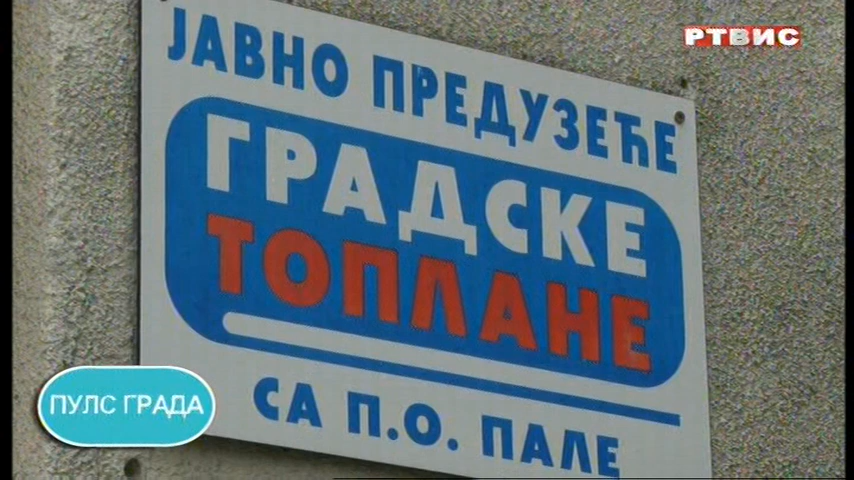 РТВИС
ЈАВНО ПРЕДУЗЕЋЕ
ГРАДСКЕ
ТОПЛАНЕ
СА П.О. ПАЛЕ
ПУЛС ГРАДА